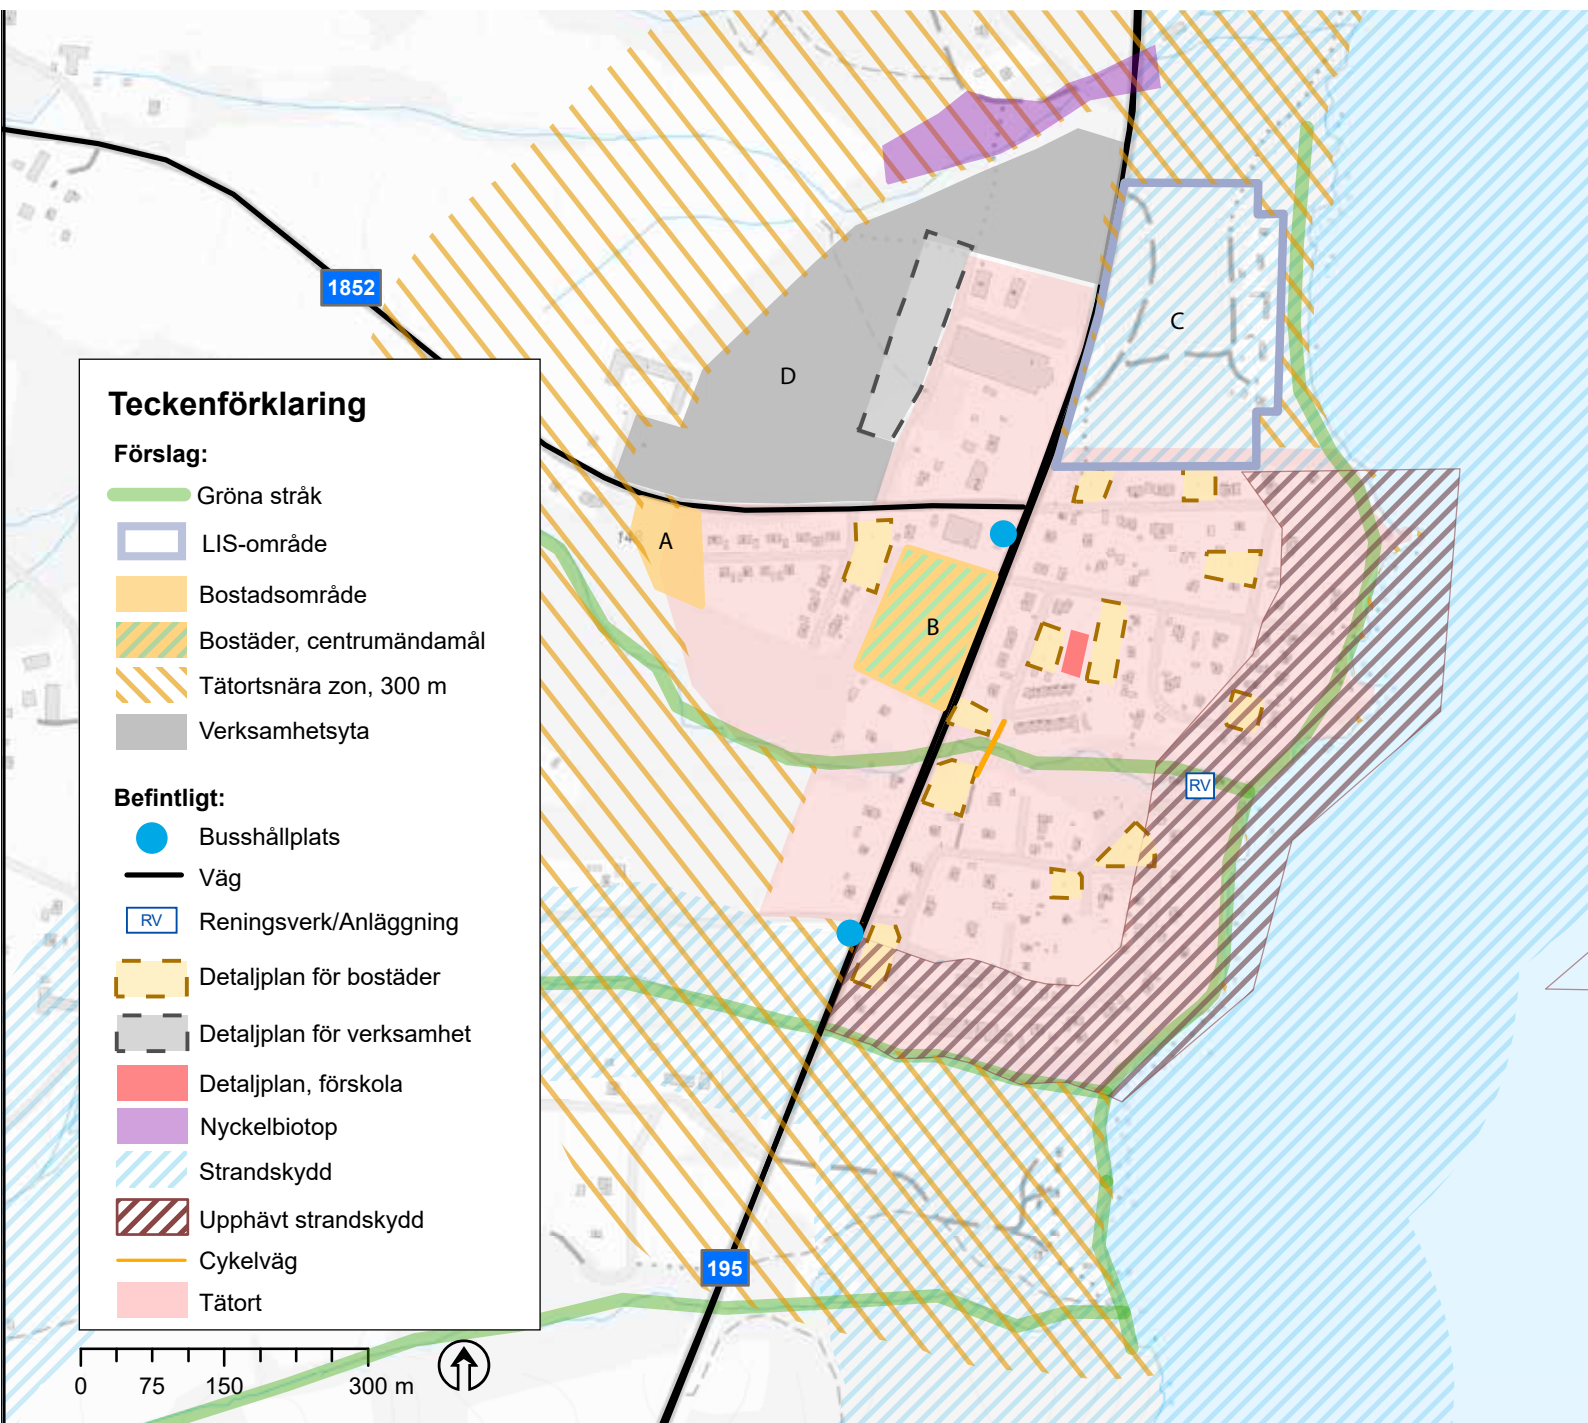 1852
C
D
Teckenförklaring
Förslag:
Gröna stråk
LIS-område
A
Bostadsområde
B
Bostäder, centrumändamål
Tätortsnära zon, 300 m
Verksamhetsyta
RV
Befintligt:
Busshållplats
Väg
RV Reningsverk/Anläggning
Detaljplan för bostäder
Detaljplan för verksamhet
Detaljplan, förskola
Nyckelbiotop
Strandskydd
Upphävt strandskydd
Cykelväg
195
Tätort
0 75 150 300 m